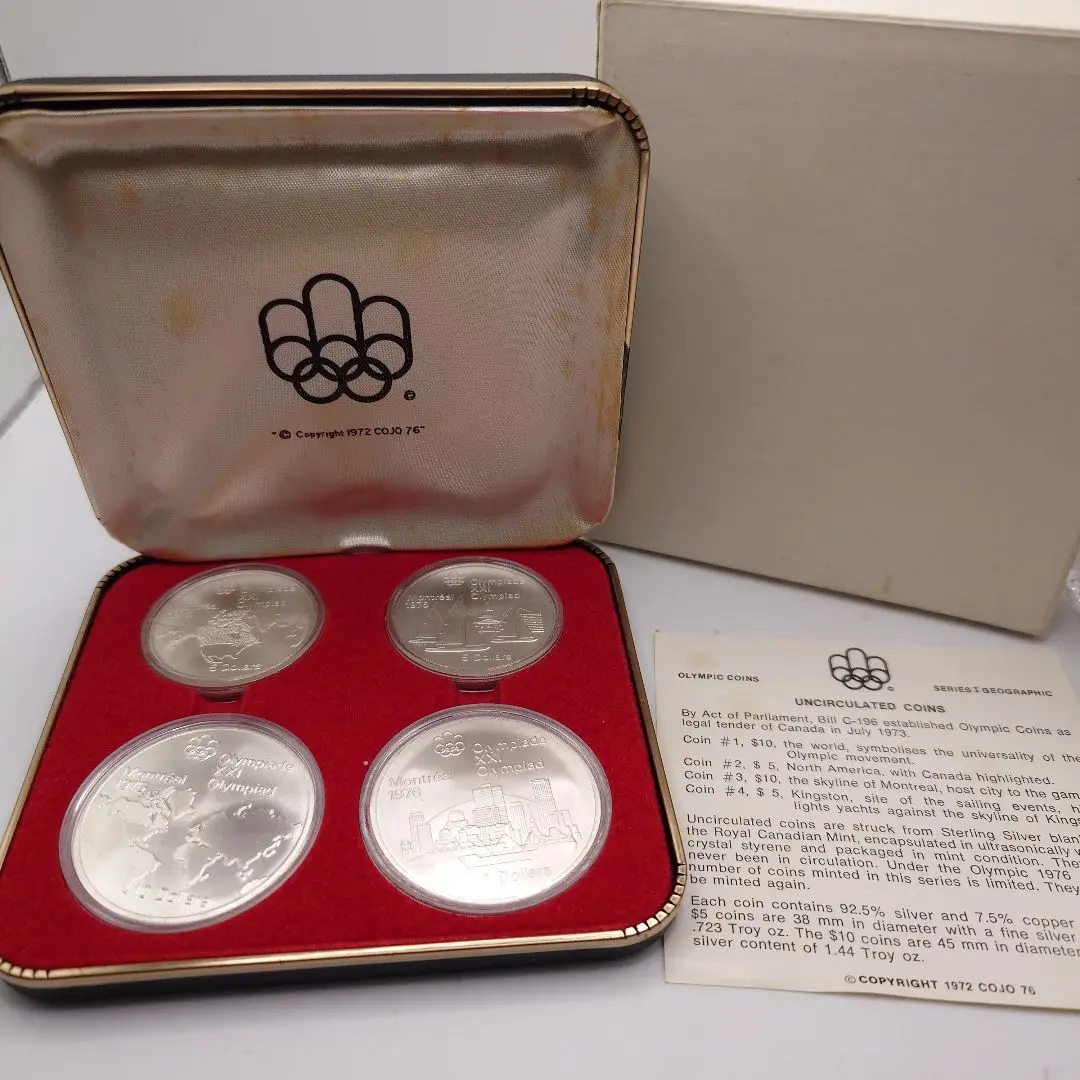 "© Copyright 1972 COJO 76"
Olympiade
XXI
Olympiad
5 Dollars
Olympiade
Montréal XXI
1976 Olympiad
5 Dollars
Olympiade
Montréal XXI
1976 Olympiad
10 Dollars
Olympiade
XXI
Montréal Olympiad
1976
Dollars
OLYMPIC COINS
SERIES I GEOGRAPHIC
UNCIRCULATED COINS
By Act of Parliament, Bill C-196 established Olympic Coins as
legal tender of Canada in July 1973.
Coin #1, $10, the world, symbolises the universality of the
Olympic movement.
Coin #2, $ 5, North America, with Canada highlighted.
Coin #3, $10, the skyline of Montreal, host city to the gam
Coin #4, $ 5, Kingston, site of the sailing events, h
lights yachts against the skyline of Kings
Uncirculated coins are struck from Sterling Silver blan
the Royal Canadian Mint, encapsulated in ultrasonically w
crystal styrene and packaged in mint condition. The
never been in circulation. Under the Olympic 1976
number of coins minted in this series is limited. They
be minted again.
Each coin contains 92.5% silver and 7.5% copper
$5 coins are 38 mm in diameter with a fine silver
.723 Troy oz. The $10 coins are 45 mm in diameter
silver content of 1.44 Troy oz.
© COPYRIGHT 1972 COJO 76